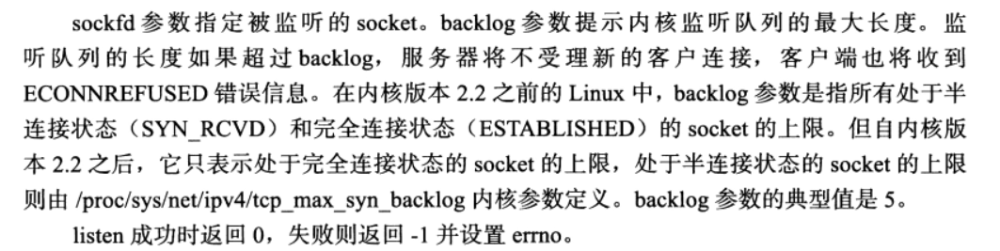 sockfd 参数指定被监听的 socket。backlog 参数提示内核监听队列的最大长度。监
听队列的长度如果超过 backlog，服务器将不受理新的客户连接，客户端也将收到
ECONNREFUSED 错误信息。在内核版本 2.2 之前的 Linux 中，backlog 参数是指所有处于半
连接状态（SYN_RCVD）和完全连接状态（ESTABLISHED）的 socket 的上限。但自内核版
本 2.2 之后，它只表示处于完全连接状态的 socket 的上限，处于半连接状态的 socket 的上限
则由 /proc/sys/net/ipv4/tcp_max_syn_backlog 内核参数定义。backlog 参数的典型值是 5。
listen 成功时返回 0，失败则返回 -1 并设置 errno。